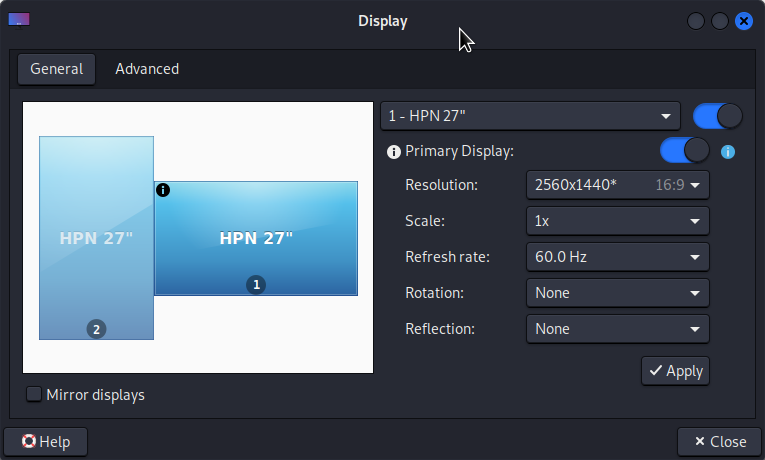 Display
General
Advanced
HPN 27"
2
i
HPN 27"
1
Mirror displays
1 - HPN 27"
i Primary Display: i
Resolution: 2560x1440* 16:9
Scale: 1x
Refresh rate: 60.0 Hz
Rotation: None
Reflection: None
Apply
Help
Close